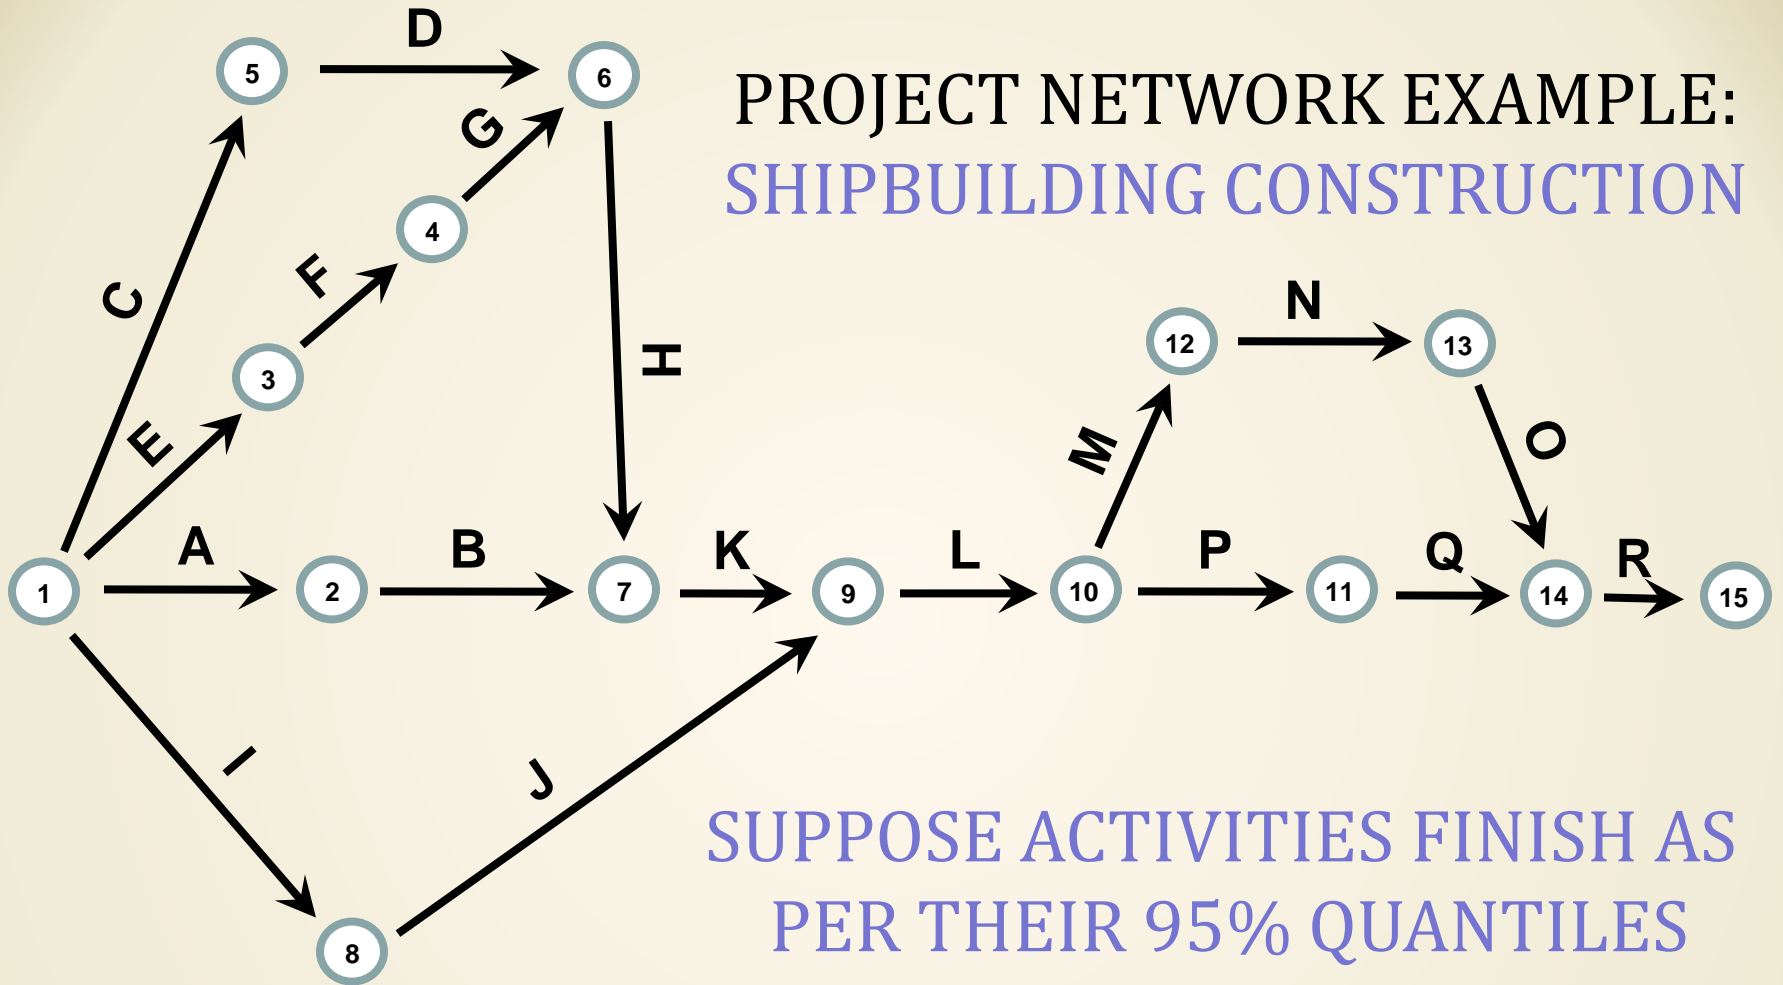 D
5
6
PROJECT NETWORK EXAMPLE:
G
SHIPBUILDING CONSTRUCTION
4
F
C
N
12
13
H
3
E
M
O
A
B
K
L
P
Q
R
1
2
7
9
10
11
14
15
I
J
SUPPOSE ACTIVITIES FINISH AS
PER THEIR 95% QUANTILES
8